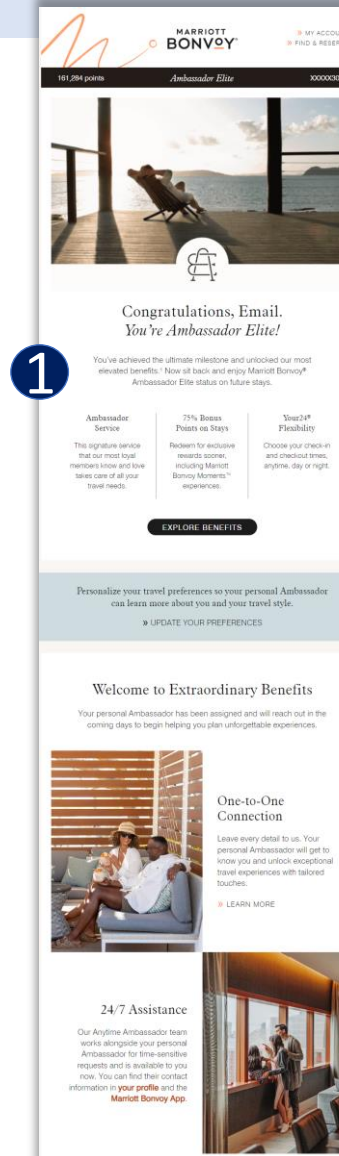 MARRIOTT
BONVOY
» MY ACCOU
» FIND & RESER
161,284 points
Ambassador Elite
XXXXX30
Congratulations, Email.
You're Ambassador Elite!
1
You've achieved the ultimate milestone and unlocked our most
elevated benefits.¹ Now sit back and enjoy Marriott Bonvoy®
Ambassador Elite status on future stays.
Ambassador
Service
This signature service
that our most loyal
members know and love
takes care of all your
travel needs.
75% Bonus
Points on Stays
Redeem for exclusive
rewards sooner,
including Marriott
Bonvoy Moments™
experiences.
Your24®
Flexibility
Choose your check-in
and checkout times,
anytime, day or night.
EXPLORE BENEFITS
Personalize your travel preferences so your personal Ambassador
can learn more about you and your travel style.
» UPDATE YOUR PREFERENCES
Welcome to Extraordinary Benefits
Your personal Ambassador has been assigned and will reach out in the
coming days to begin helping you plan unforgettable experiences.
One-to-One
Connection
Leave every detail to us. Your
personal Ambassador will get to
know you and unlock exceptional
travel experiences with tailored
touches.
» LEARN MORE
24/7 Assistance
Our Anytime Ambassador team
works alongside your personal
Ambassador for time-sensitive
requests and is available to you
now. You can find their contact
information in your profile and the
Marriott Bonvoy App.